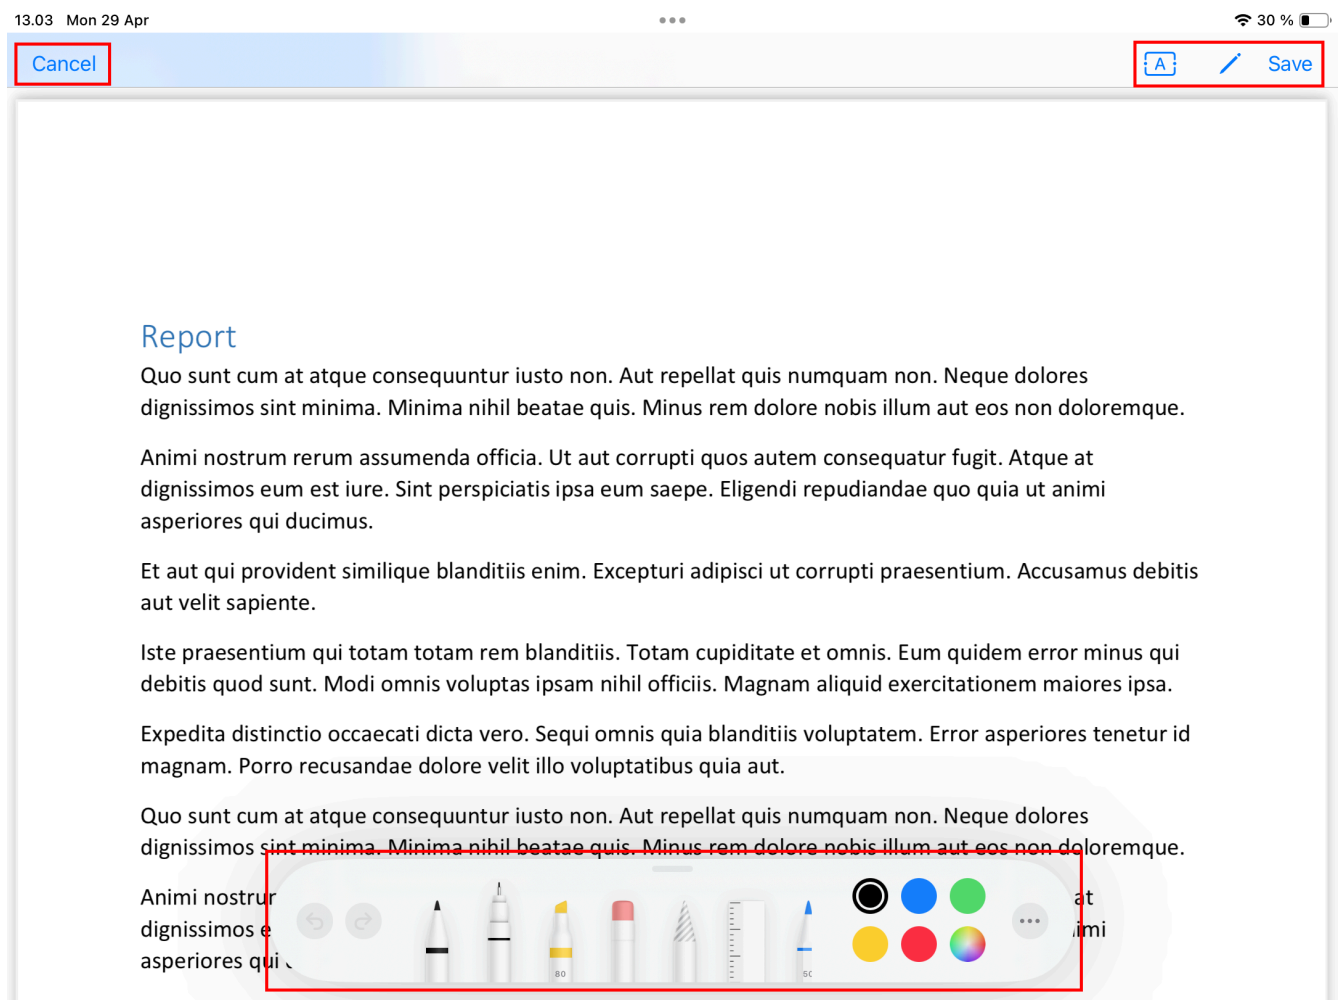 13.03 Mon 29 Apr
30 %
Cancel
A
Save
Report
Quo sunt cum at atque consequuntur iusto non. Aut repellat quis numquam non. Neque dolores
dignissimos sint minima. Minima nihil beatae quis. Minus rem dolore nobis illum aut eos non doloremque.
Animi nostrum rerum assumenda officia. Ut aut corrupti quos autem consequatur fugit. Atque at
dignissimos eum est iure. Sint perspiciatis ipsa eum saepe. Eligendi repudiandae quo quia ut animi
asperiores qui ducimus.
Et aut qui provident similique blanditiis enim. Excepturi adipisci ut corrupti praesentium. Accusamus debitis
aut velit sapiente.
Iste praesentium qui totam totam rem blanditiis. Totam cupiditate et omnis. Eum quidem error minus qui
debitis quod sunt. Modi omnis voluptas ipsam nihil officiis. Magnam aliquid exercitationem maiores ipsa.
Expedita distinctio occaecati dicta vero. Sequi omnis quia blanditiis voluptatem. Error asperiores tenetur id
magnam. Porro recusandae dolore velit illo voluptatibus quia aut.
Quo sunt cum at atque consequuntur iusto non. Aut repellat quis numquam non. Neque dolores
dignissimos sint minima. Minima nihil beatae quis. Minus rem dolore nobis illum aut eos non doloremque.
Animi nostrur at
dignissimos e imi
asperiores qui
80
50